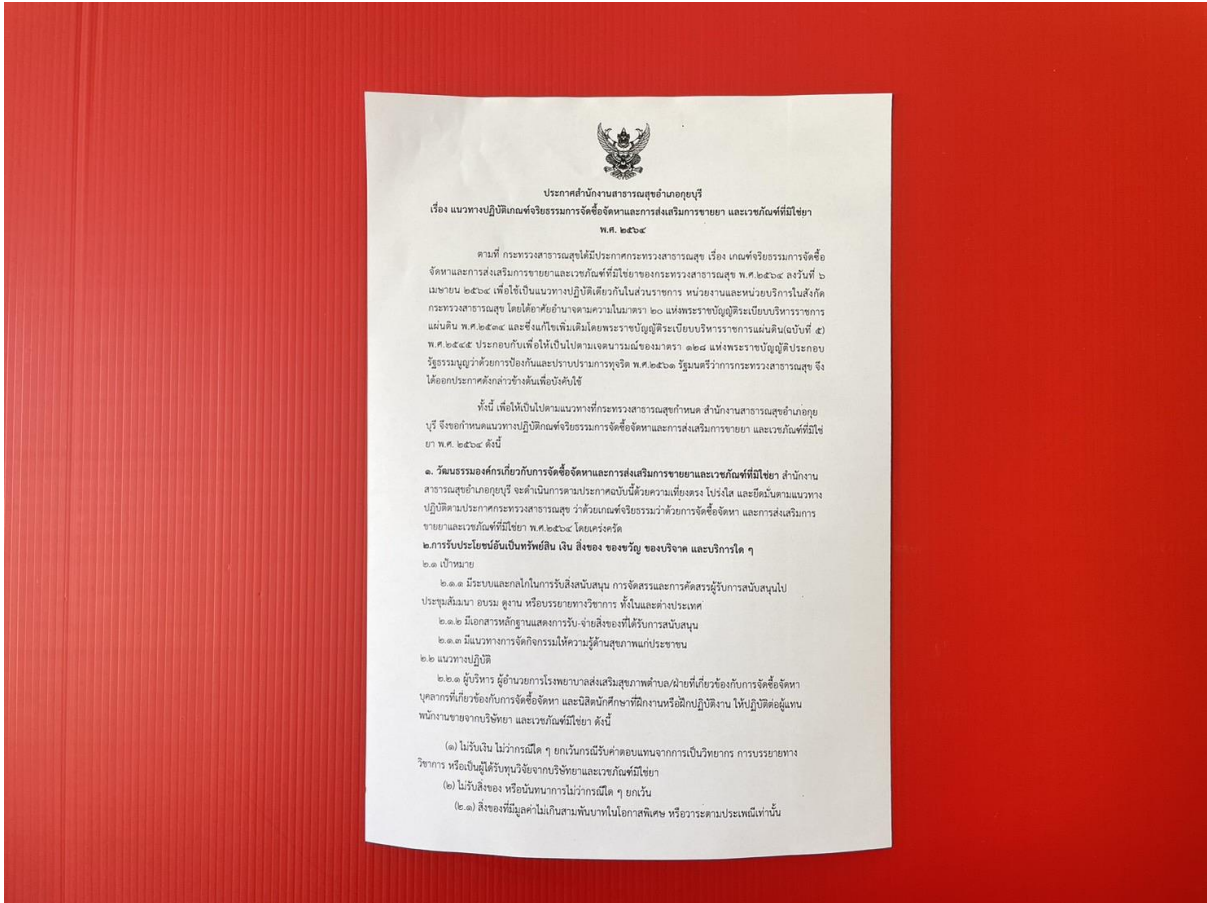 ประกาศสำนักงานสาธารณสุขอำเภอกุยบุรี
เรื่อง แนวทางปฏิบัติเกณฑ์จริยธรรมการจัดซื้อจัดหาและการส่งเสริมการขายยา และเวชภัณฑ์ที่มิใช่ยา
พ.ศ. ๒๕๖๔
ตามที่ กระทรวงสาธารณสุขได้มีประกาศกระทรวงสาธารณสุข เรื่อง เกณฑ์จริยธรรมการจัดซื้อ
จัดหาและการส่งเสริมการขายยาและเวชภัณฑ์ที่มิใช่ยาของกระทรวงสาธารณสุข พ.ศ.๒๕๖๔ ลงวันที่ ๖
เมษายน ๒๕๖๔ เพื่อใช้เป็นแนวทางปฏิบัติเดียวกันในส่วนราชการ หน่วยงานและหน่วยบริการในสังกัด
กระทรวงสาธารณสุข โดยได้อาศัยอำนาจตามความในมาตรา ๒๐ แห่งพระราชบัญญัติระเบียบบริหารราชการ
แผ่นดิน พ.ศ.๒๕๓๔ และซึ่งแก้ไขเพิ่มเติมโดยพระราชบัญญัติระเบียบบริหารราชการแผ่นดิน(ฉบับที่ ๕)
พ.ศ.๒๕๔๕ ประกอบกับเพื่อให้เป็นไปตามเจตนารมณ์ของมาตรา ๑๒๘ แห่งพระราชบัญญัติประกอบ
รัฐธรรมนูญว่าด้วยการป้องกันและปราบปรามการทุจริต พ.ศ.๒๕๖๑ รัฐมนตรีว่าการกระทรวงสาธารณสุข จึง
ได้ออกประกาศดังกล่าวข้างต้นเพื่อบังคับใช้
ทั้งนี้ เพื่อให้เป็นไปตามแนวทางที่กระทรวงสาธารณสุขกำหนด สำนักงานสาธารณสุขอำเภอกุย
บุรี จึงขอกำหนดแนวทางปฏิบัติกณฑ์จริยธรรมการจัดซื้อจัดหาและการส่งเสริมการขายยา และเวชภัณฑ์ที่มิใช่
ยา พ.ศ. ๒๕๖๔ ดังนี้
๑. วัฒนธรรมองค์กรเกี่ยวกับการจัดซื้อจัดหาและการส่งเสริมการขายยาและเวชภัณฑ์ที่มิใช่ยา สำนักงาน
สาธารณสุขอำเภอกุยบุรี จะดำเนินการตามประกาศฉบับนี้ด้วยความเที่ยงตรง โปร่งใส และยึดมั่นตามแนวทาง
ปฏิบัติตามประกาศกระทรวงสาธารณสุข ว่าด้วยเกณฑ์จริยธรรมว่าด้วยการจัดซื้อจัดหา และการส่งเสริมการ
ขายยาและเวชภัณฑ์ที่มิใช่ยา พ.ศ.๒๕๖๔ โดยเคร่งครัด
๒.การรับประโยชน์อันเป็นทรัพย์สิน เงิน สิ่งของ ของขวัญ ของบริจาค และบริการใด ๆ
๒.๑ เป้าหมาย
๒.๑.๑ มีระบบและกลไกในการรับสิ่งสนับสนุน การจัดสรรและการคัดสรรผู้รับการสนับสนุนไป
ประชุมสัมมนา อบรม ดูงาน หรือบรรยายทางวิชาการ ทั้งในและต่างประเทศ
๒.๑.๒ มีเอกสารหลักฐานแสดงการรับ-จ่ายสิ่งของที่ได้รับการสนับสนุน
๒.๑.๓ มีแนวทางการจัดกิจกรรมให้ความรู้ด้านสุขภาพแก่ประชาชน
๒.๒ แนวทางปฏิบัติ
๒.๒.๑ ผู้บริหาร ผู้อำนวยการโรงพยาบาลส่งเสริมสุขภาพตำบล/ฝ่ายที่เกี่ยวข้องกับการจัดซื้อจัดหา
บุคลากรที่เกี่ยวข้องกับการจัดซื้อจัดหา และนิสิตนักศึกษาที่ฝึกงานหรือฝึกปฏิบัติงาน ให้ปฏิบัติต่อผู้แทน
พนักงานขายจากบริษัทยา และเวชภัณฑ์มิใช่ยา ดังนี้
(๑) ไม่รับเงิน ไม่ว่ากรณีใด ๆ ยกเว้นกรณีรับค่าตอบแทนจากการเป็นวิทยากร การบรรยายทาง
วิชาการ หรือเป็นผู้ได้รับทุนวิจัยจากบริษัทยาและเวชภัณฑ์มิใช่ยา
(๒) ไม่รับสิ่งของ หรือนันทนาการไม่ว่ากรณีใด ๆ ยกเว้น
(๒.๑) สิ่งของที่มีมูลค่าไม่เกินสามพันบาทในโอกาสพิเศษ หรือวาระตามประเพณีเท่านั้น